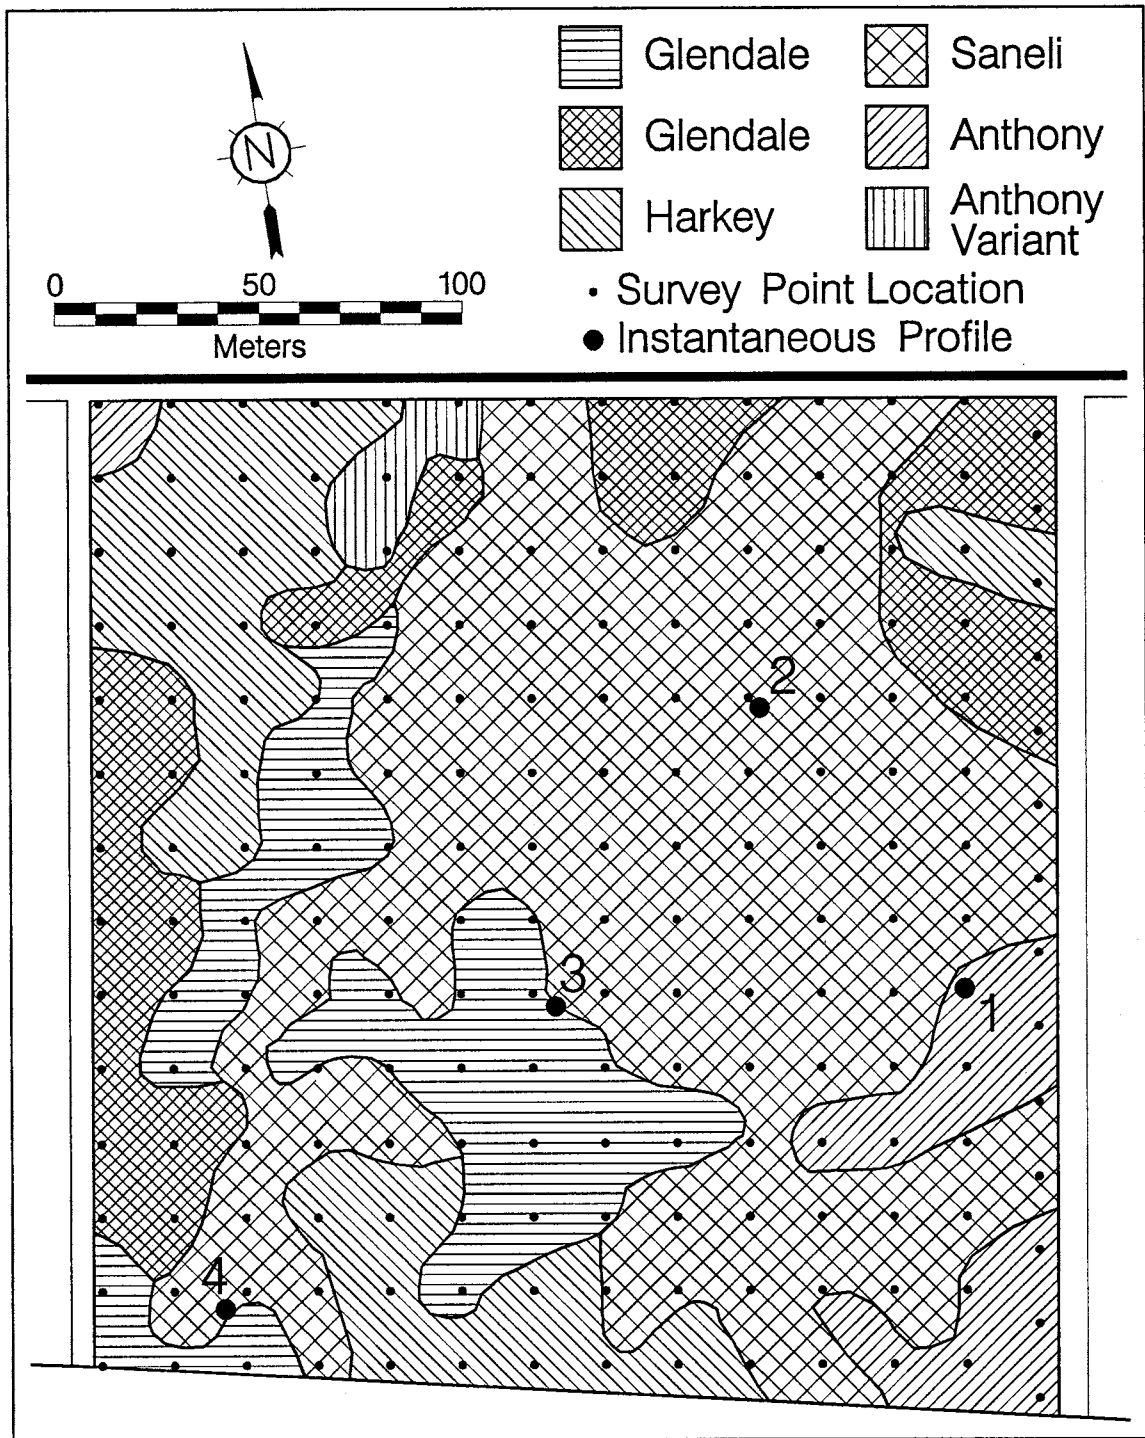 N
Glendale
Glendale
Harkey
Saneli
Anthony
Anthony
Variant
0 50 100
Meters
Survey Point Location
Instantaneous Profile
2
3
1
4